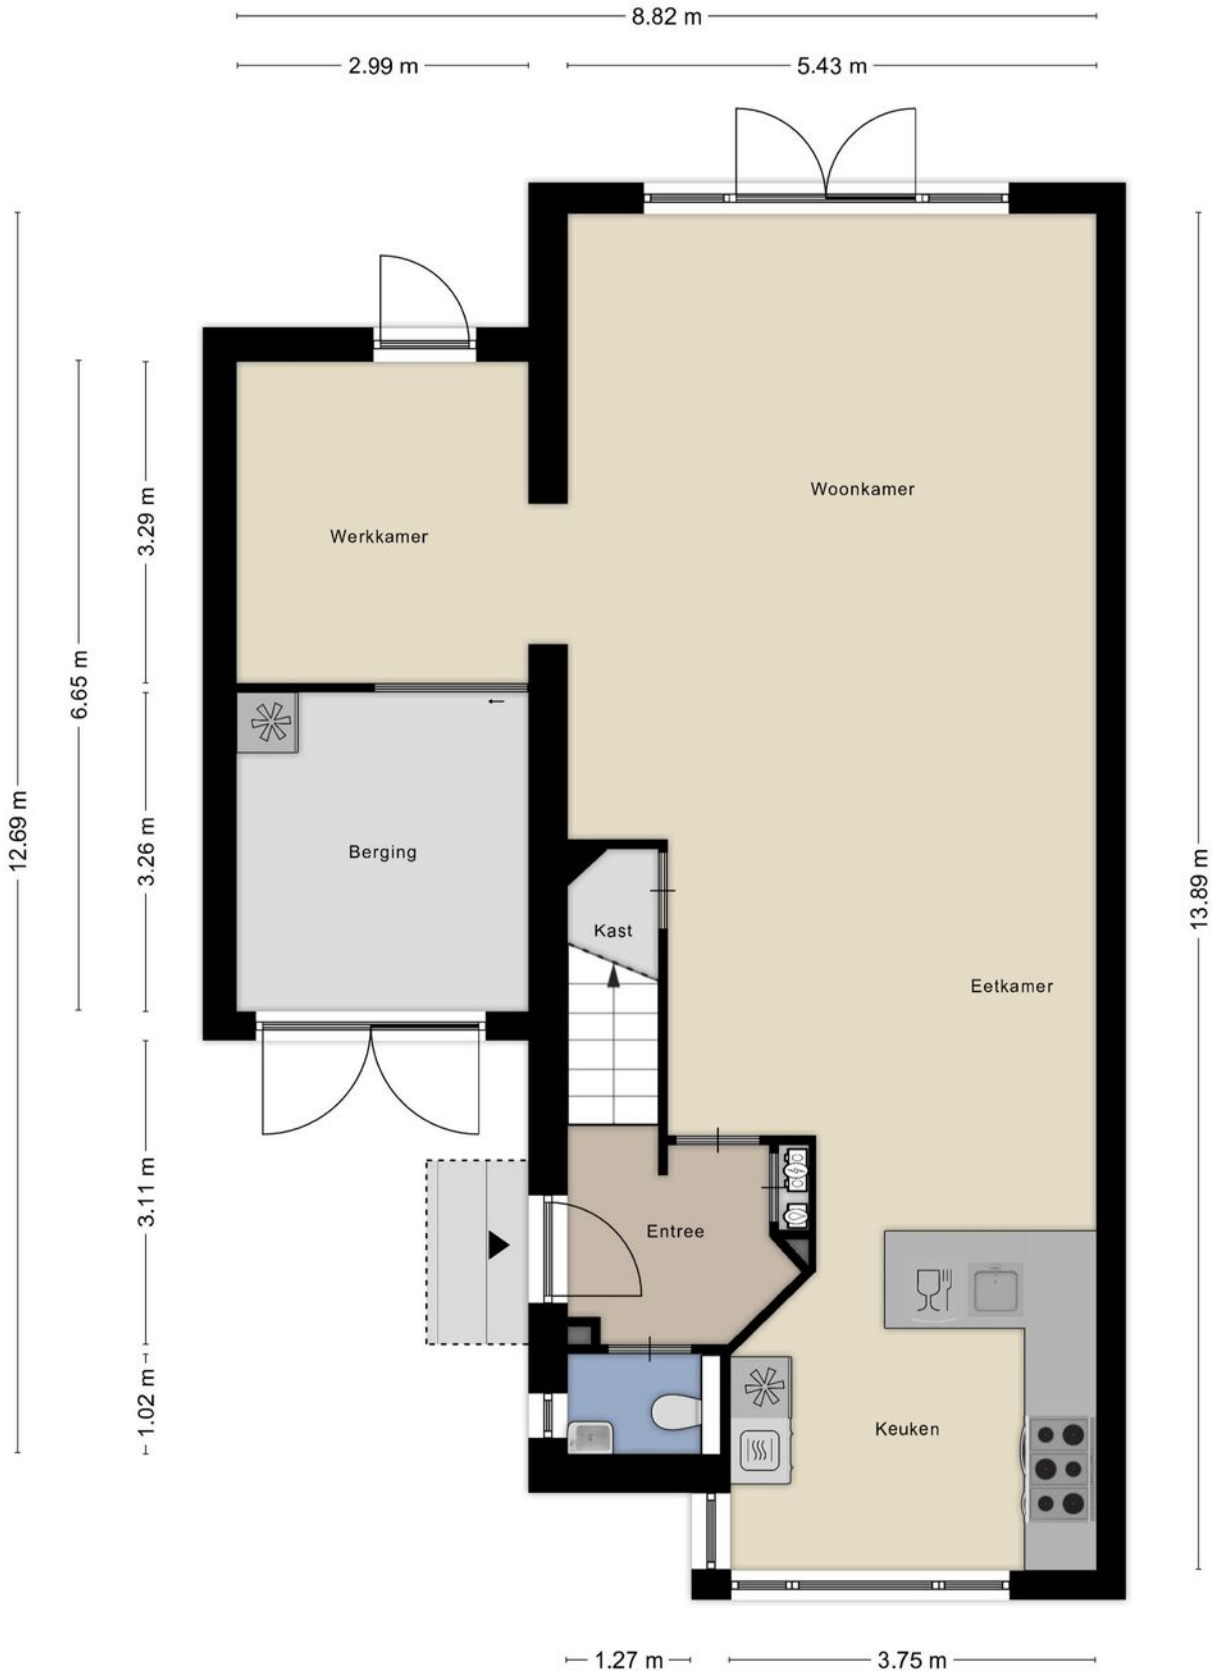 8.82 m
2.99 m
5.43 m
Woonkamer
3.29 m
Werkkamer
6.65 m
12.69 m
3.26 m
Berging
13.89 m
Kast
Eetkamer
3.11 m
Entree
1.02 m
Keuken
1.27 m
3.75 m